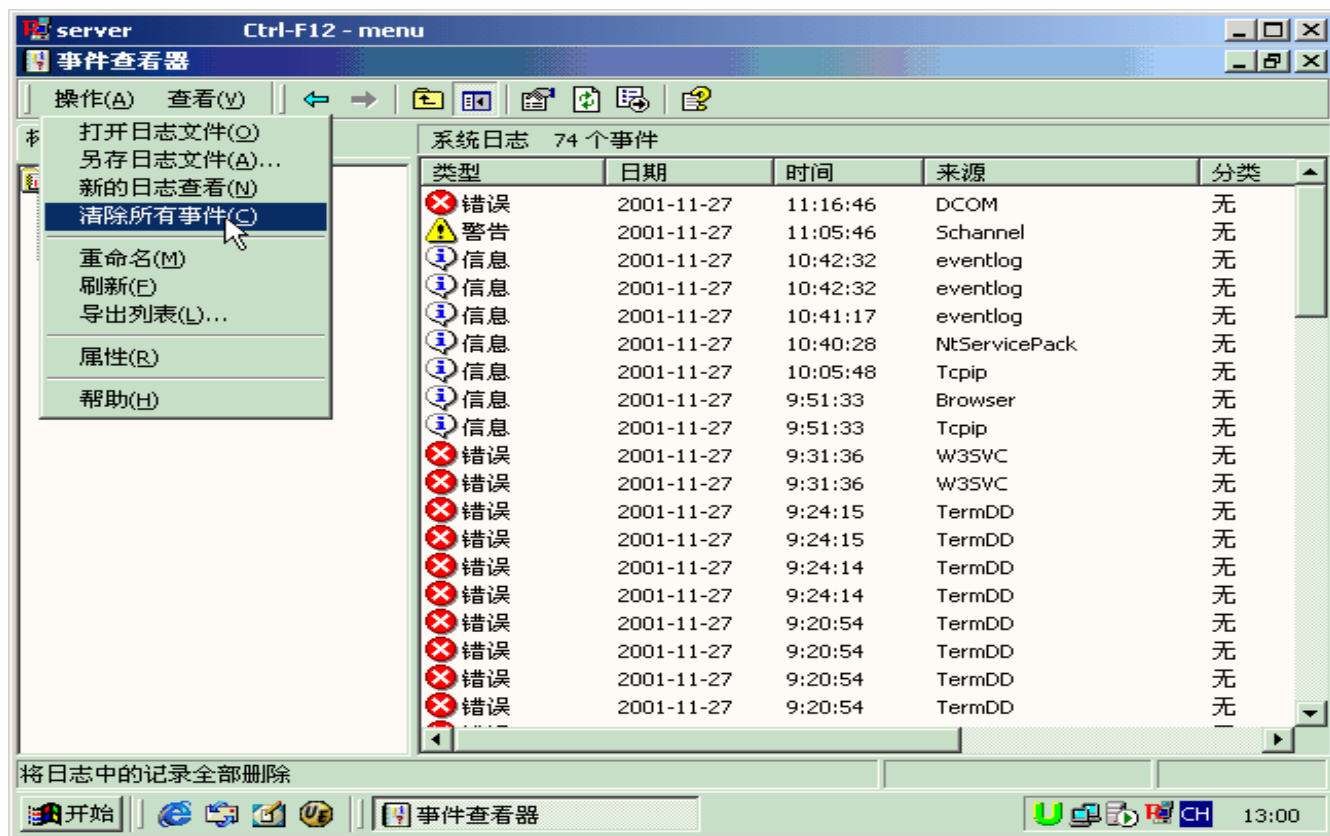 server Ctrl-F12 - menu
事件查看器
操作(A) 查看(V)
打开日志文件(O)
另存日志文件(A)...
新的日志查看(N)
清除所有事件(C)
重命名(M)
刷新(F)
导出列表(L)...
属性(R)
帮助(H)
系统日志 74 个事件
类型 日期 时间 来源 分类
错误 2001-11-27 11:16:46 DCOM 无
警告 2001-11-27 11:05:46 Schannel 无
信息 2001-11-27 10:42:32 eventlog 无
信息 2001-11-27 10:42:32 eventlog 无
信息 2001-11-27 10:41:17 eventlog 无
信息 2001-11-27 10:40:28 NtServicePack 无
信息 2001-11-27 10:05:48 Tcpip 无
信息 2001-11-27 9:51:33 Browser 无
信息 2001-11-27 9:51:33 Tcpip 无
错误 2001-11-27 9:31:36 W3SVC 无
错误 2001-11-27 9:31:36 W3SVC 无
错误 2001-11-27 9:24:15 TermDD 无
错误 2001-11-27 9:24:15 TermDD 无
错误 2001-11-27 9:24:14 TermDD 无
错误 2001-11-27 9:24:14 TermDD 无
错误 2001-11-27 9:20:54 TermDD 无
错误 2001-11-27 9:20:54 TermDD 无
错误 2001-11-27 9:20:54 TermDD 无
错误 2001-11-27 9:20:54 TermDD 无
将日志中的记录全部删除
开始 事件查看器 CH 13:00